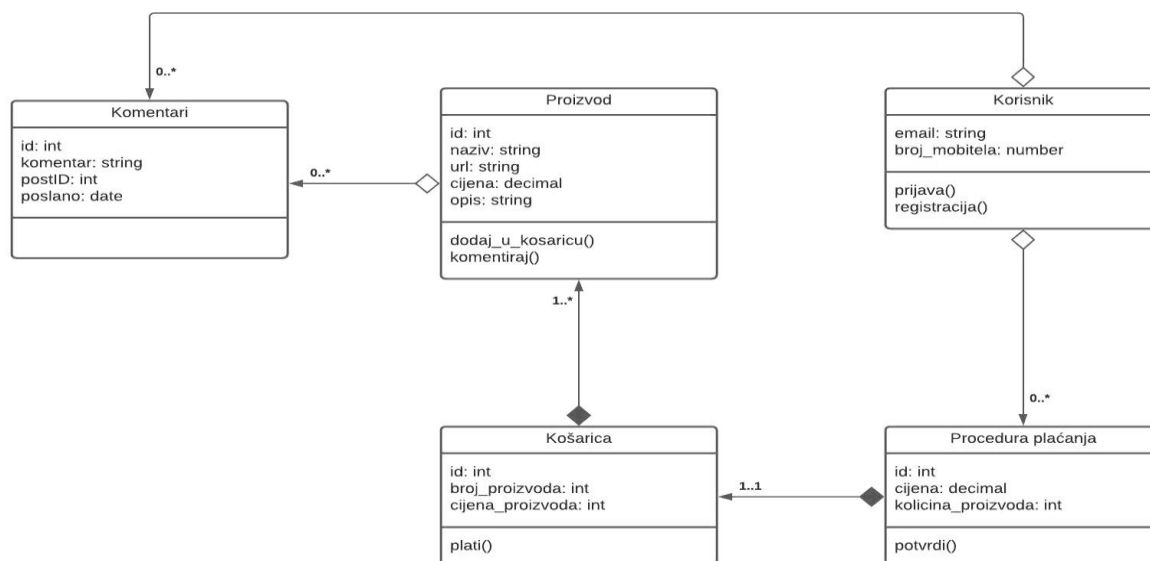 0..*
Komentari
id: int
komentar: string
postID: int
poslano: date
0..*
Proizvod
id: int
naziv: string
url: string
cijena: decimal
opis: string
dodaj_u_kosaricu()
komentiraj()
Korisnik
email: string
broj_mobitela: number
prijava()
registracija()
1..*
0..*
Košarica
id: int
broj_proizvoda: int
cijena_proizvoda: int
plati()
1..1
Procedura plaćanja
id: int
cijena: decimal
kolicina_proizvoda: int
potvrdi()